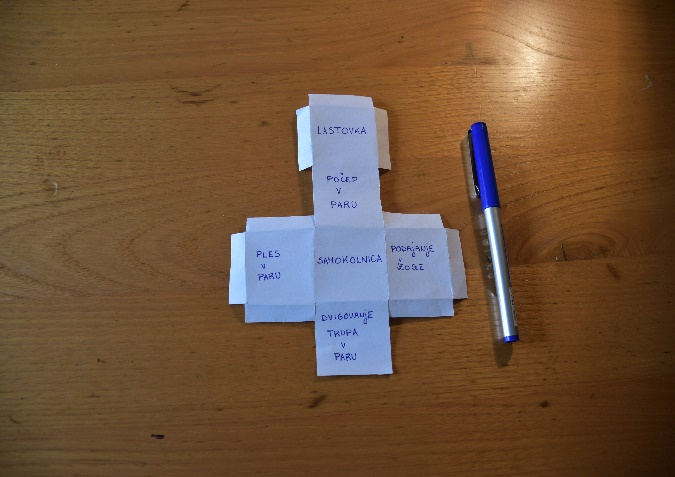 LASTOVKA
POČEP
V
PARU
PLES
V
PARU
SAMOKOLNICA
PODAJANJE
ŽOGE
DVIGOVANJE
TRUPA
V
PARU